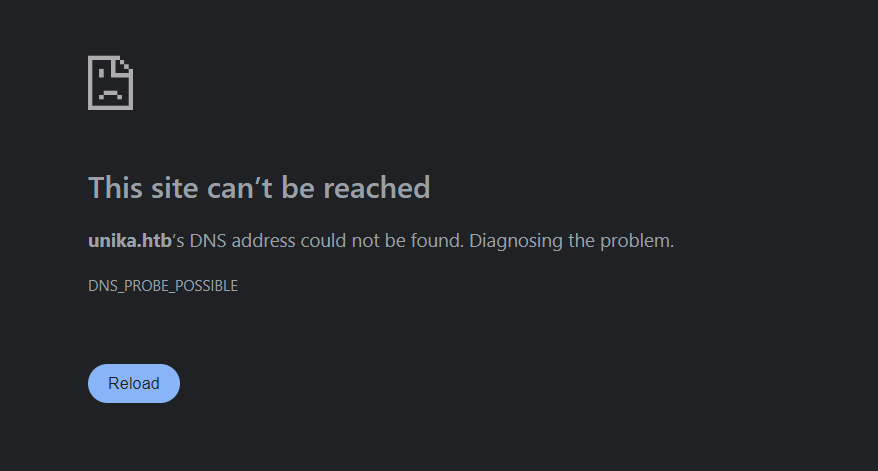 This site can’t be reached
unika.htb’s DNS address could not be found. Diagnosing the problem.
DNS_PROBE_POSSIBLE
Reload